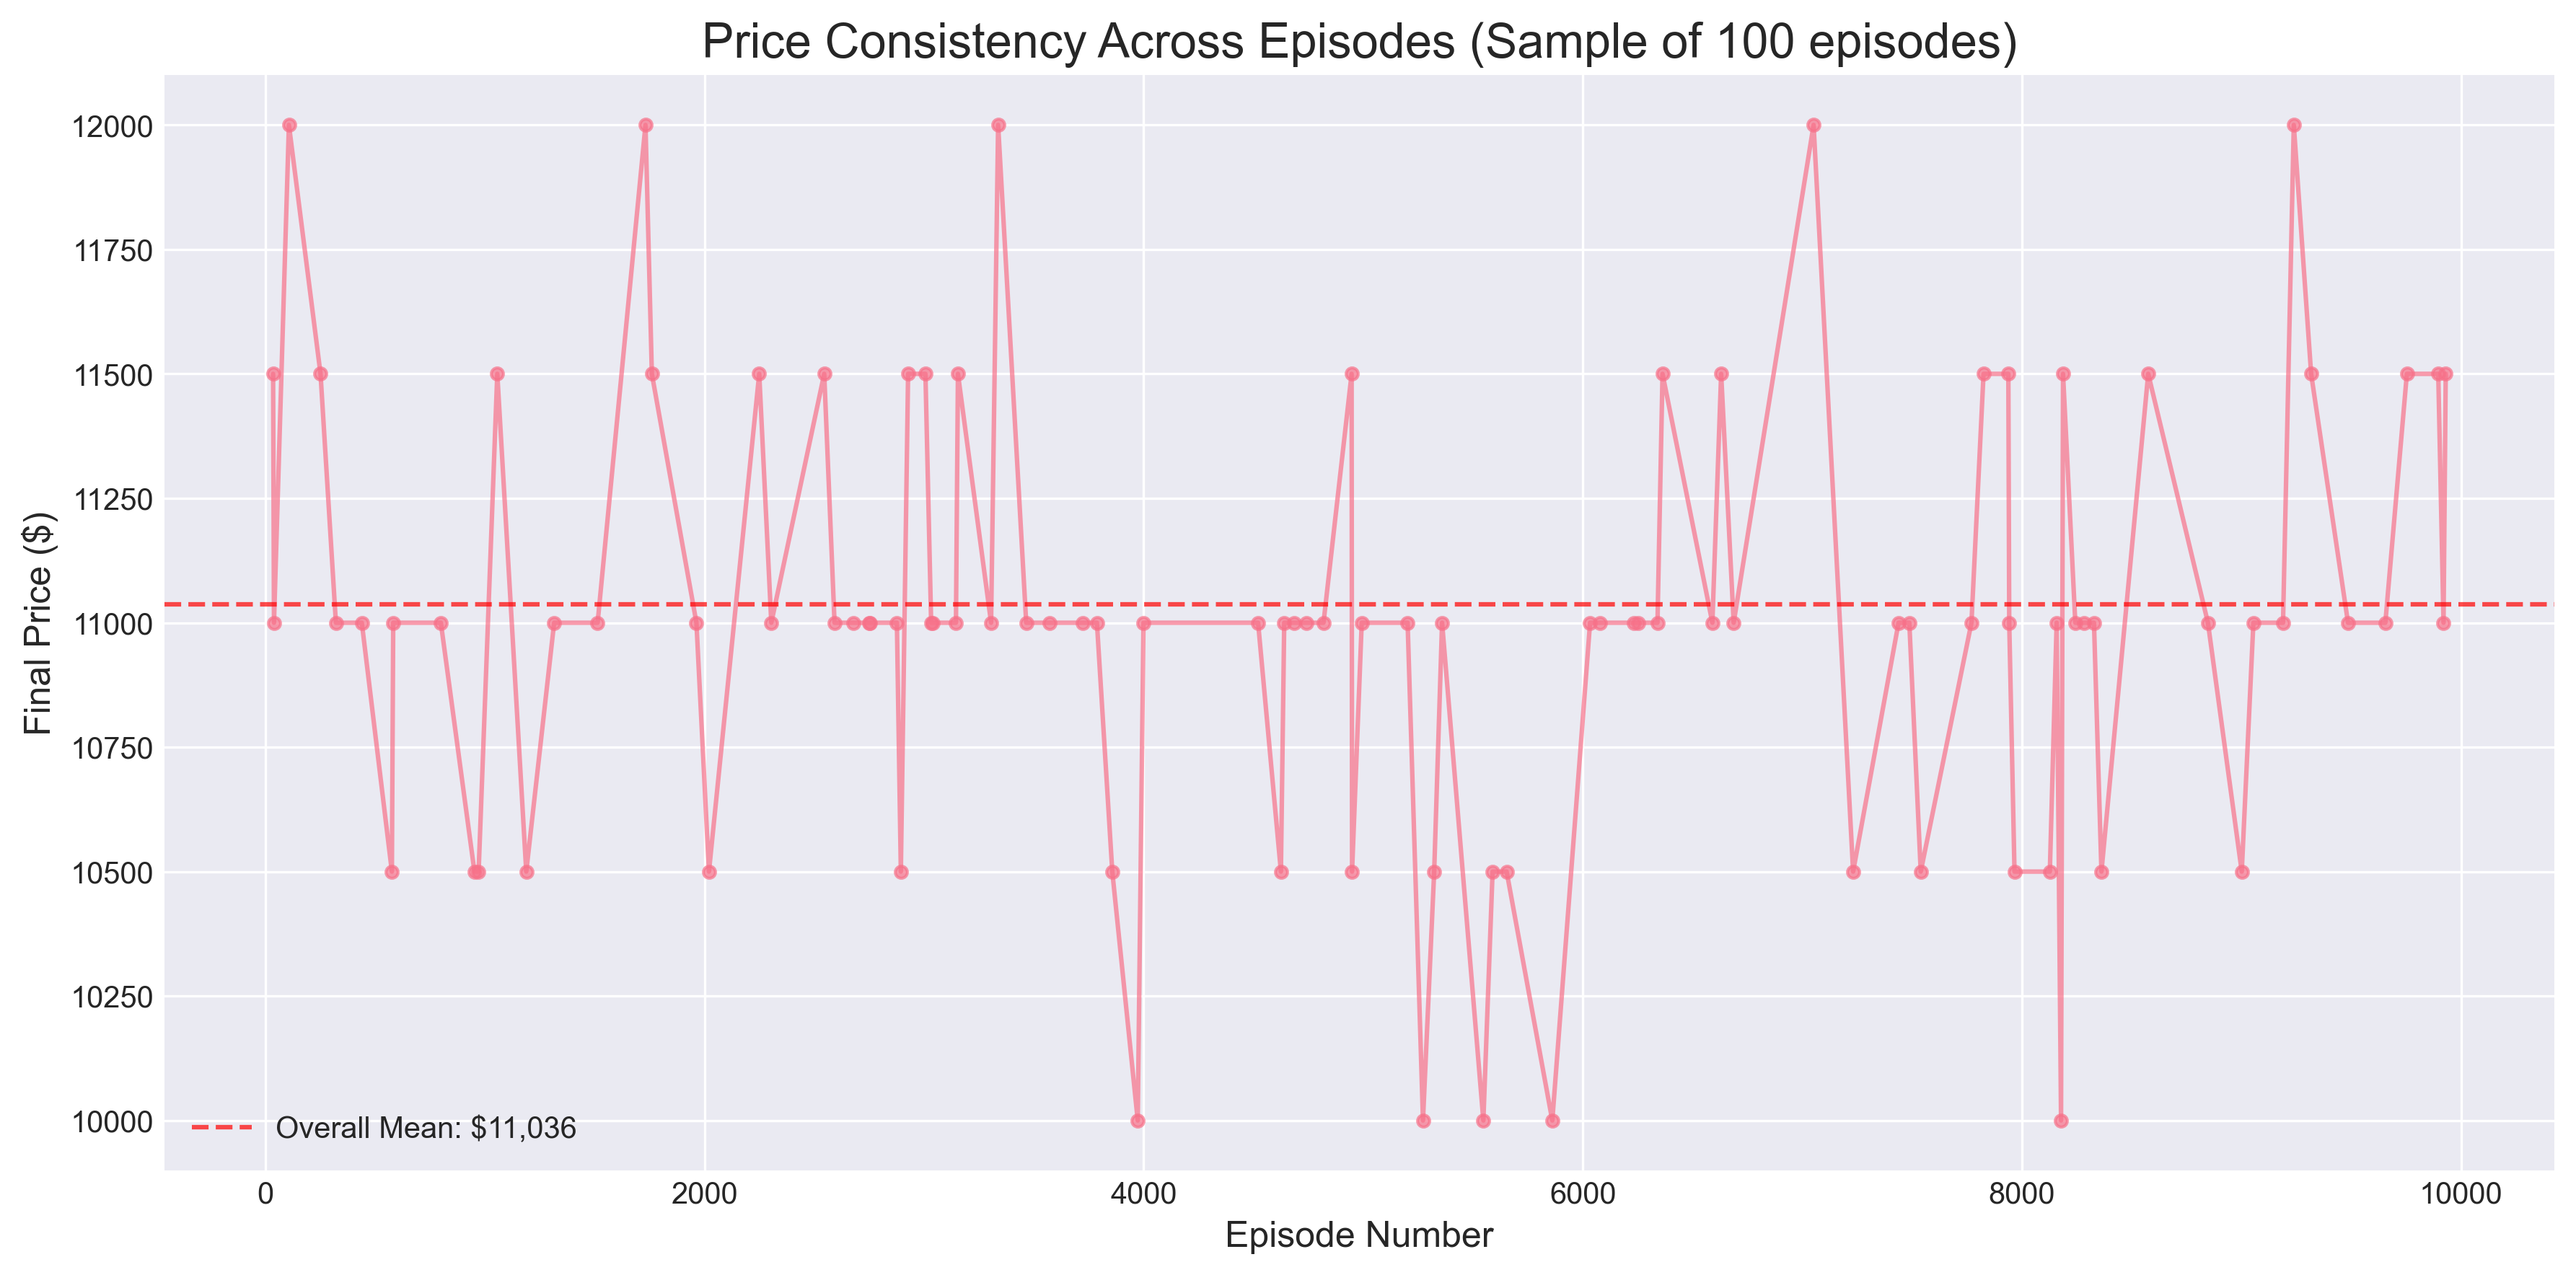 Price Consistency Across Episodes (Sample of 100 episodes)
Final Price ($)
12000
11750
11500
11250
11000
10750
10500
10250
10000
Overall Mean: $11,036
0 2000 4000 6000 8000 10000
Episode Number